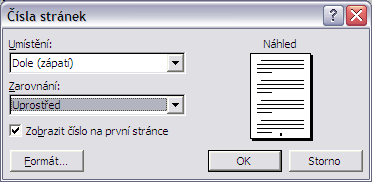 Čísla stránek
Umístění:
Dole (zápatí)
Zarovnání:
Uprostřed
Zobrazit číslo na první stránce
Náhled
Formát...
OK
Storno